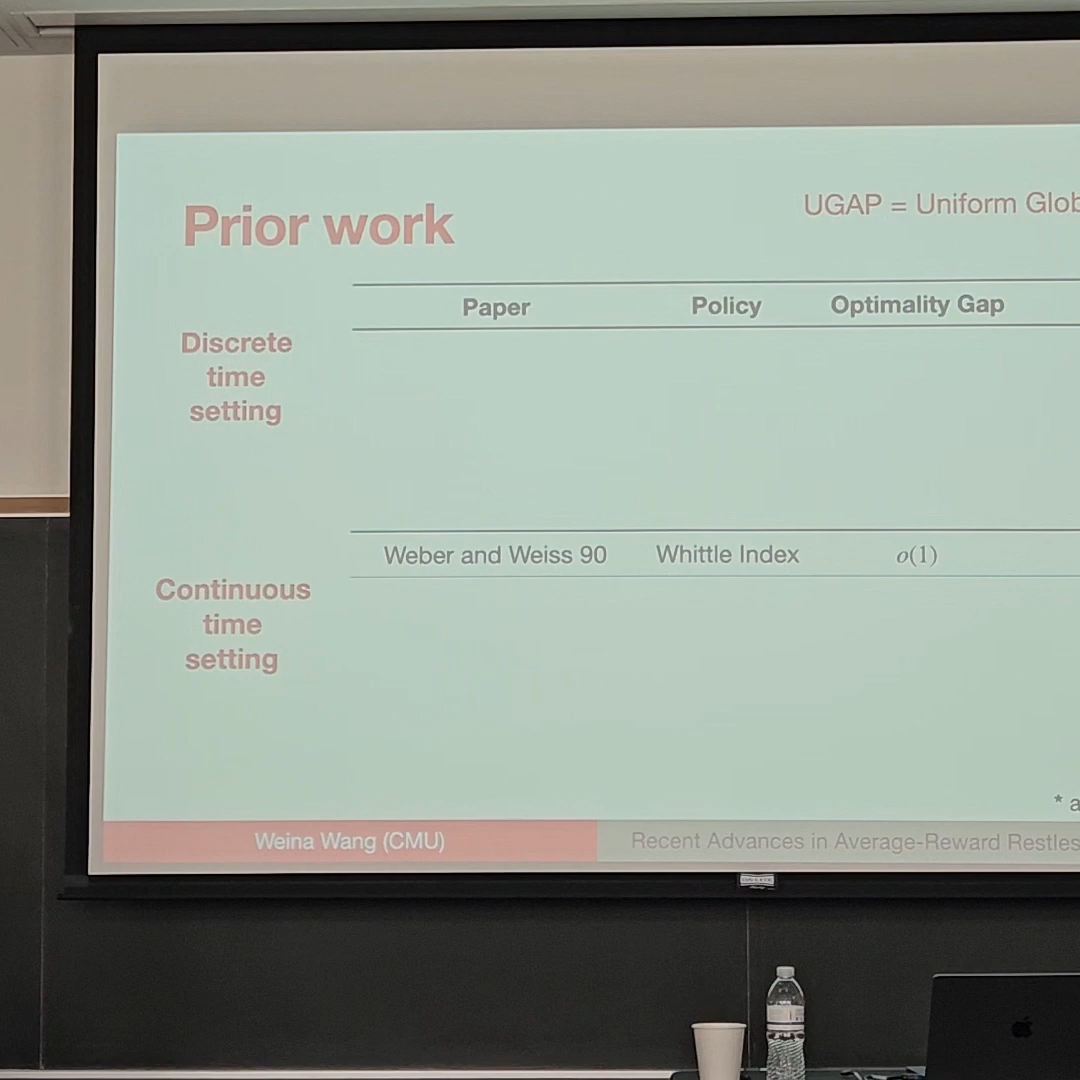 Prior work
UGAP = Uniform Glob
Paper Policy Optimality Gap
Discrete
time
setting
Weber and Weiss 90 Whittle Index o(1)
Continuous
time
setting
* a
Weina Wang (CMU) Recent Advances in Average-Reward Restles